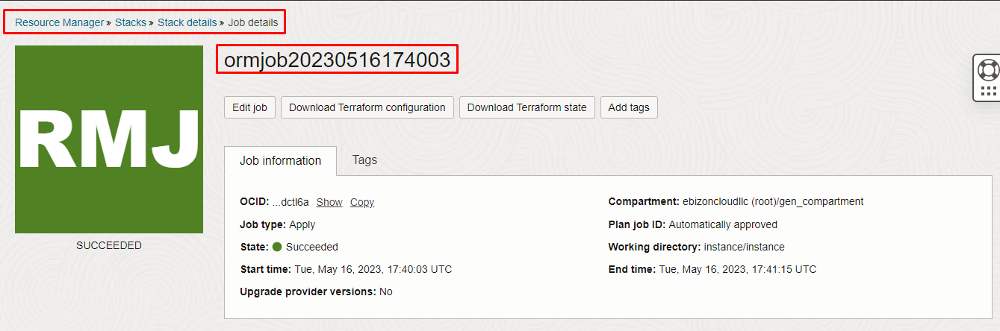 Resource Manager » Stacks » Stack details » Job details
RMJ
SUCCEEDED
ormjob20230516174003
Edit job
Download Terraform configuration
Download Terraform state
Add tags
Job information
Tags
OCID: ...dctl6a Show Copy
Job type: Apply
State: Succeeded
Start time: Tue, May 16, 2023, 17:40:03 UTC
Upgrade provider versions: No
Compartment: ebizoncloudllc (root)/gen_compartment
Plan job ID: Automatically approved
Working directory: instance/instance
End time: Tue, May 16, 2023, 17:41:15 UTC